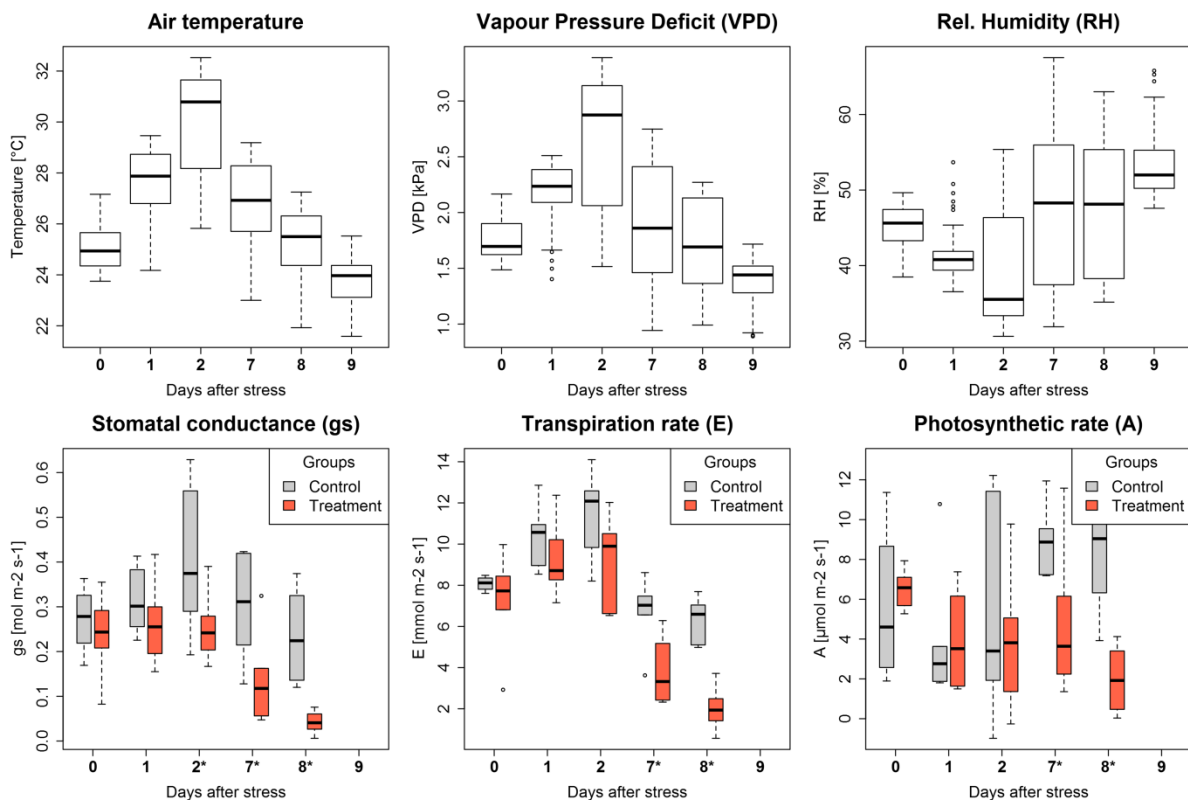 Air temperature
Temperature [°C]
32
30
28
26
24
22
0 1 2 7 8 9
Days after stress
Vapour Pressure Deficit (VPD)
VPD [kPa]
3.0
2.5
2.0
1.5
1.0
0 1 2 7 8 9
Days after stress
Rel. Humidity (RH)
RH [%]
60
50
40
30
0 1 2 7 8 9
Days after stress
Stomatal conductance (gs)
gs [mol m-2 s-1]
0.6
0.5
0.4
0.3
0.2
0.1
0.0
Groups
Control
Treatment
0 1 2* 7* 8* 9
Days after stress
Transpiration rate (E)
E [mmol m-2 s-1]
14
12
10
8
6
4
2
Groups
Control
Treatment
0 1 2 7* 8* 9
Days after stress
Photosynthetic rate (A)
A [µmol m-2 s-1]
12
10
8
6
4
2
0
Groups
Control
Treatment
0 1 2 7* 8* 9
Days after stress